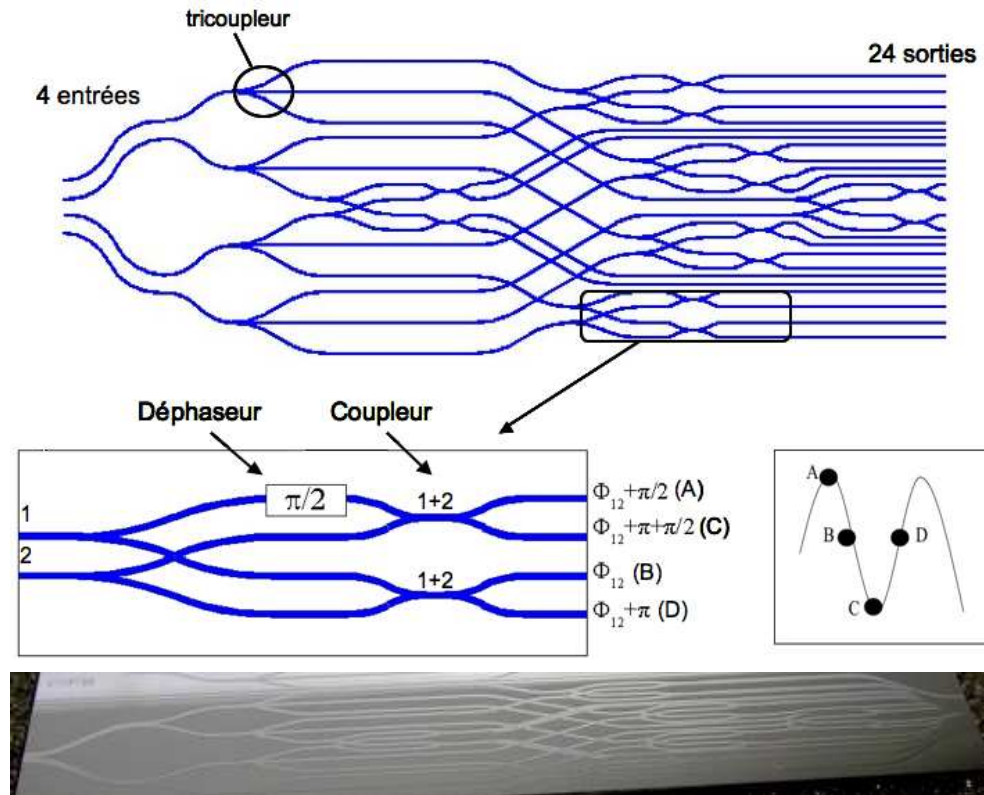 tricoupleur
24 sorties
4 entrées
Déphaseur
Coupleur
1
π/2
1+2
Φ12+π/2 (A)
Φ12+π+π/2 (C)
2
1+2
Φ12 (B)
Φ12+π (D)
A
B
D
C